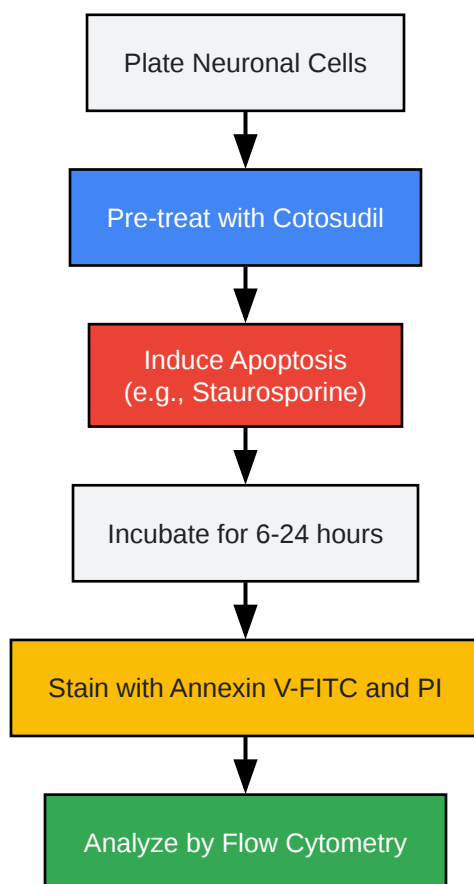 Plate Neuronal Cells
Pre-treat with Cotosudil
Induce Apoptosis
(e.g., Staurosporine)
Incubate for 6-24 hours
Stain with Annexin V-FITC and PI
Analyze by Flow Cytometry